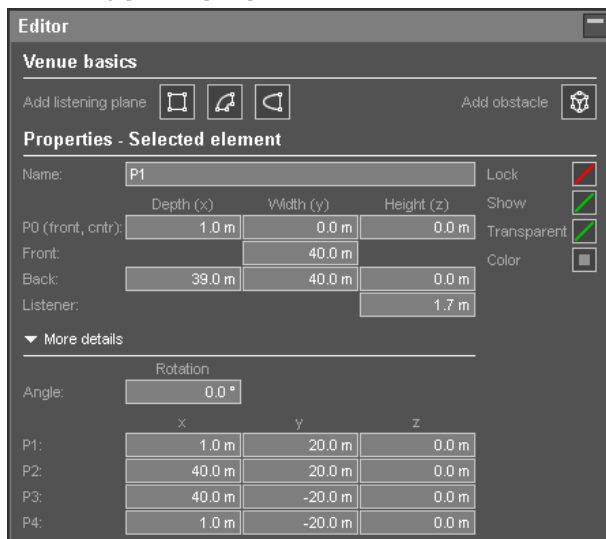 Editor
Venue basics
Add listening plane Add obstacle
Properties - Selected element
Name: P1 Lock
Depth (x) Width (y) Height (z) Show
P0 (front, cntr): 1.0 m 0.0 m 0.0 m Transparent
Front: 40.0 m Color
Back: 39.0 m 40.0 m 0.0 m
Listener: 1.7 m
More details
Rotation
Angle: 0.0 °
x y z
P1: 1.0 m 20.0 m 0.0 m
P2: 40.0 m 20.0 m 0.0 m
P3: 40.0 m -20.0 m 0.0 m
P4: 1.0 m -20.0 m 0.0 m